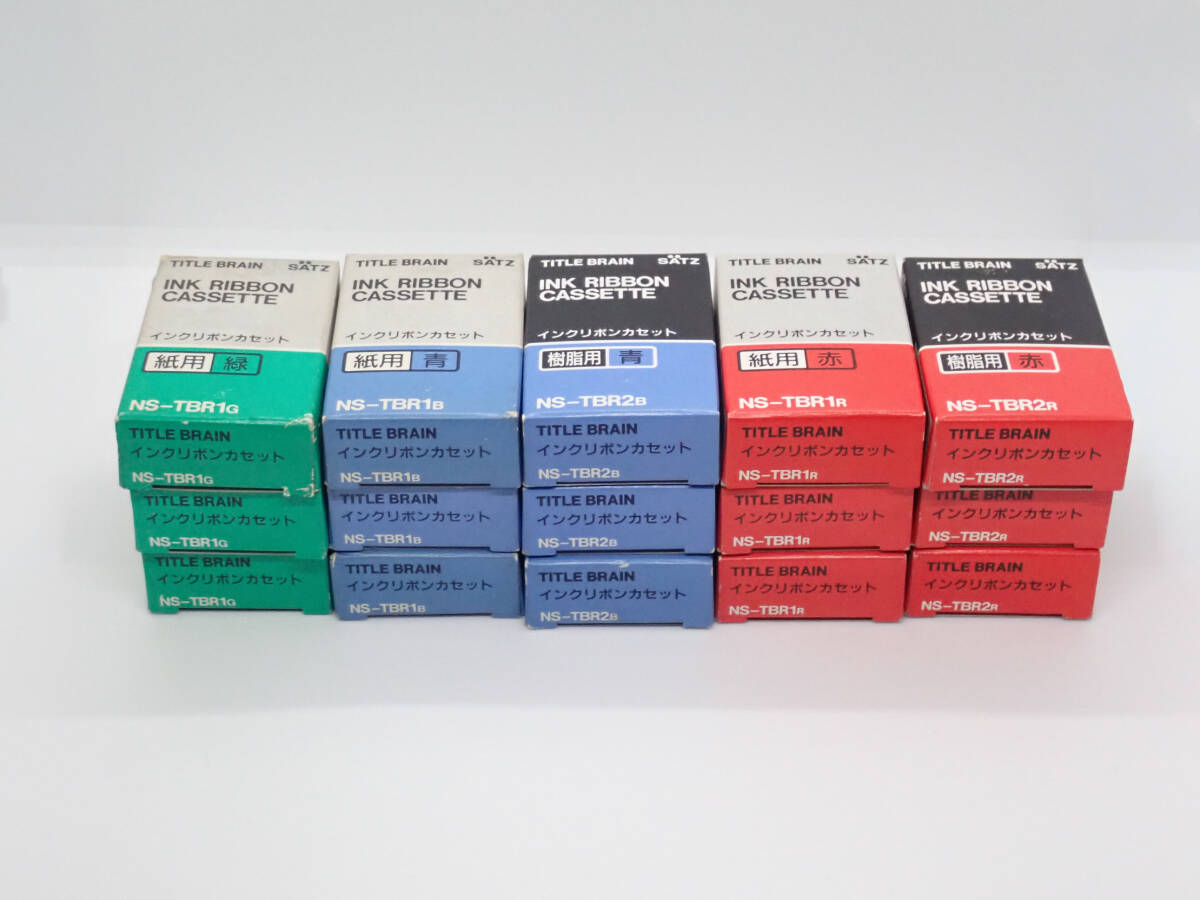 TITLE BRAIN SÄTZ
INK RIBBON
CASSETTE
インクリボンカセット
紙用 緑
NS-TBR1G
TITLE BRAIN
インクリボンカセット
NS-TBR1G
TITLE BRAIN
インクリボンカセット
NS-TBR1G
TITLE BRAIN
インクリボンカセット
NS-TBR1G
TITLE BRAIN SÄTZ
INK RIBBON
CASSETTE
インクリボンカセット
紙用 青
NS-TBR1B
TITLE BRAIN
インクリボンカセット
NS-TBR1B
TITLE BRAIN
インクリボンカセット
NS-TBR1B
TITLE BRAIN
インクリボンカセット
NS-TBR1B
TITLE BRAIN SÄTZ
INK RIBBON
CASSETTE
インクリボンカセット
樹脂用 青
NS-TBR2B
TITLE BRAIN
インクリボンカセット
NS-TBR2B
TITLE BRAIN
インクリボンカセット
NS-TBR2B
TITLE BRAIN
インクリボンカセット
NS-TBR2B
TITLE BRAIN SÄTZ
INK RIBBON
CASSETTE
インクリボンカセット
紙用 赤
NS-TBR1R
TITLE BRAIN
インクリボンカセット
NS-TBR1R
TITLE BRAIN
インクリボンカセット
NS-TBR1R
TITLE BRAIN
インクリボンカセット
NS-TBR1R
TITLE BRAIN SÄTZ
INK RIBBON
CASSETTE
インクリボンカセット
樹脂用 赤
NS-TBR2R
TITLE BRAIN
インクリボンカセット
NS-TBR2R
TITLE BRAIN
インクリボンカセット
NS-TBR2R
TITLE BRAIN
インクリボンカセット
NS-TBR2R